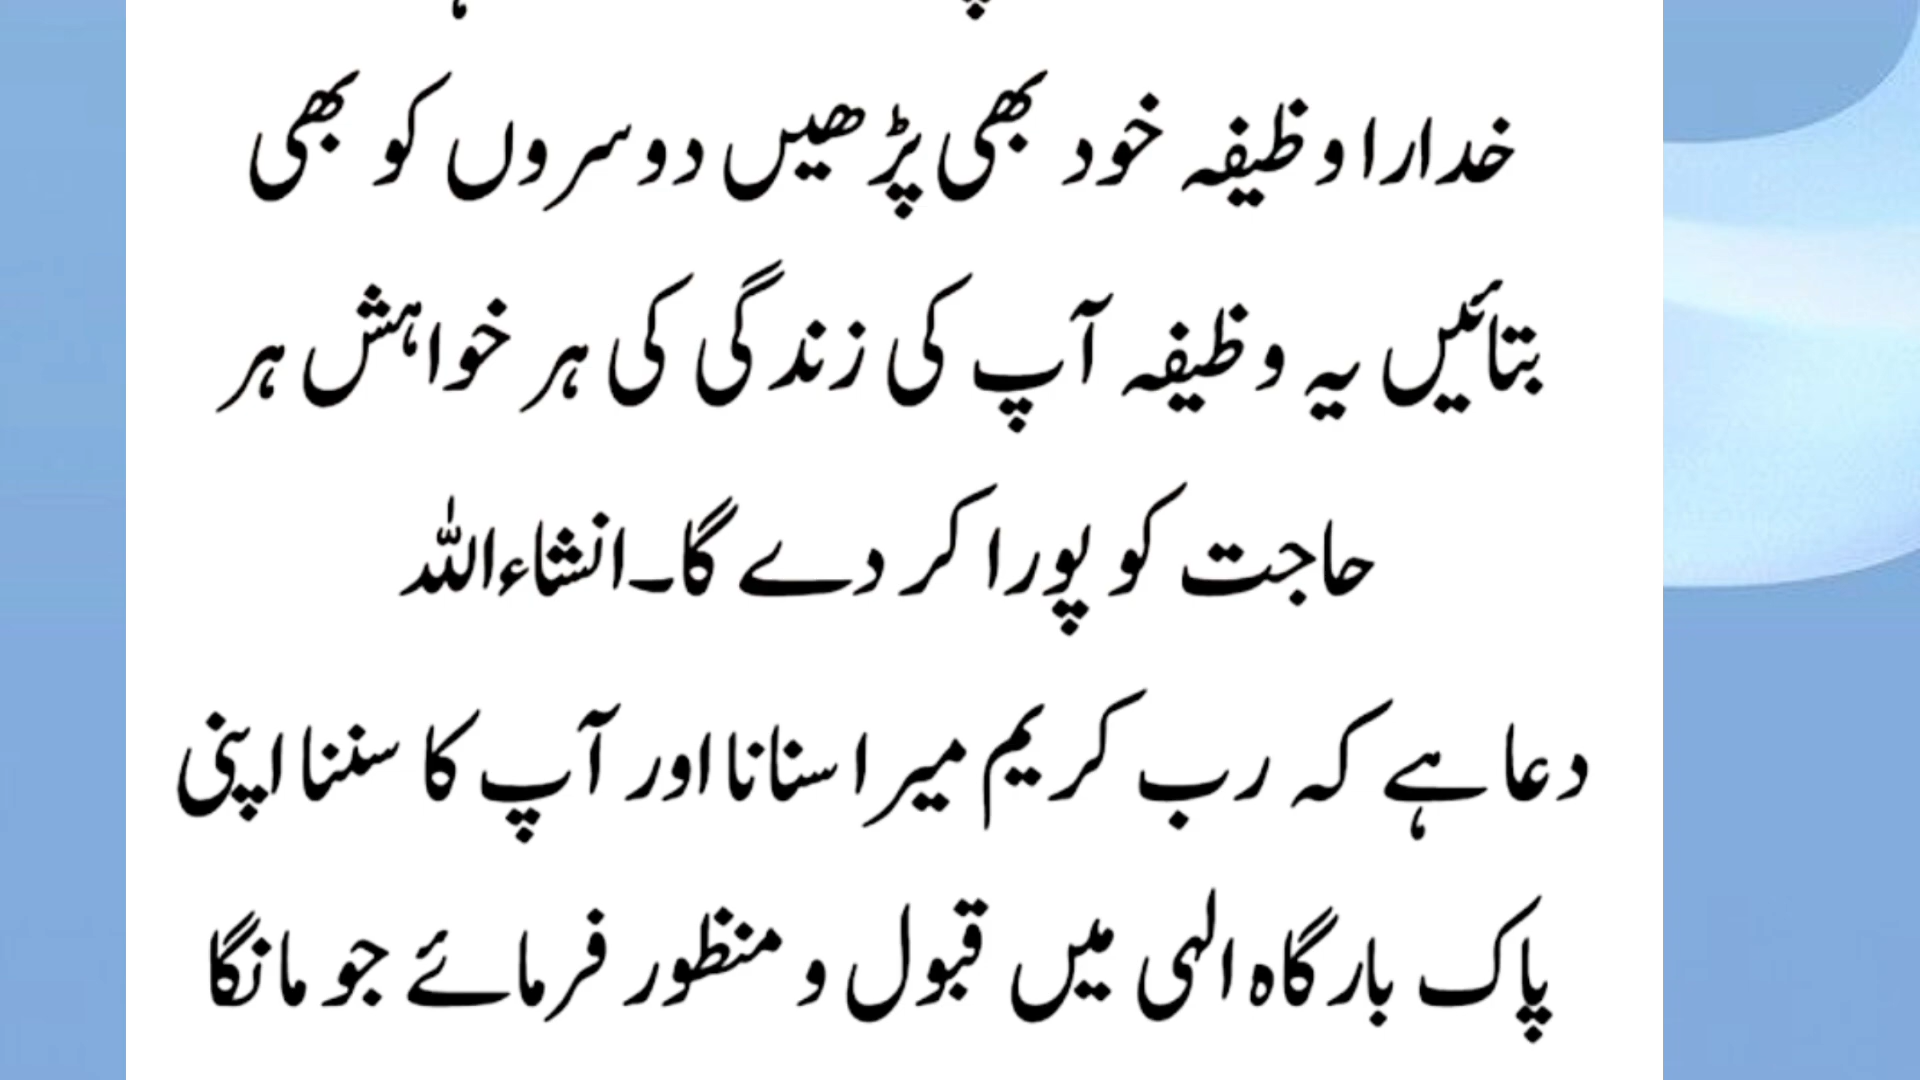 خدارا وظیفہ خود بھی پڑھیں دوسروں کو بھی
بتائیں یہ وظیفہ آپ کی زندگی کی ہر خواہش ہر
حاجت کو پورا کر دے گا۔انشاءاللہ
دعا ہے کہ رب کریم میرا سنانا اور آپ کا سننا اپنی
پاک بارگاہ الہی میں قبول و منظور فرمائے جو مانگا